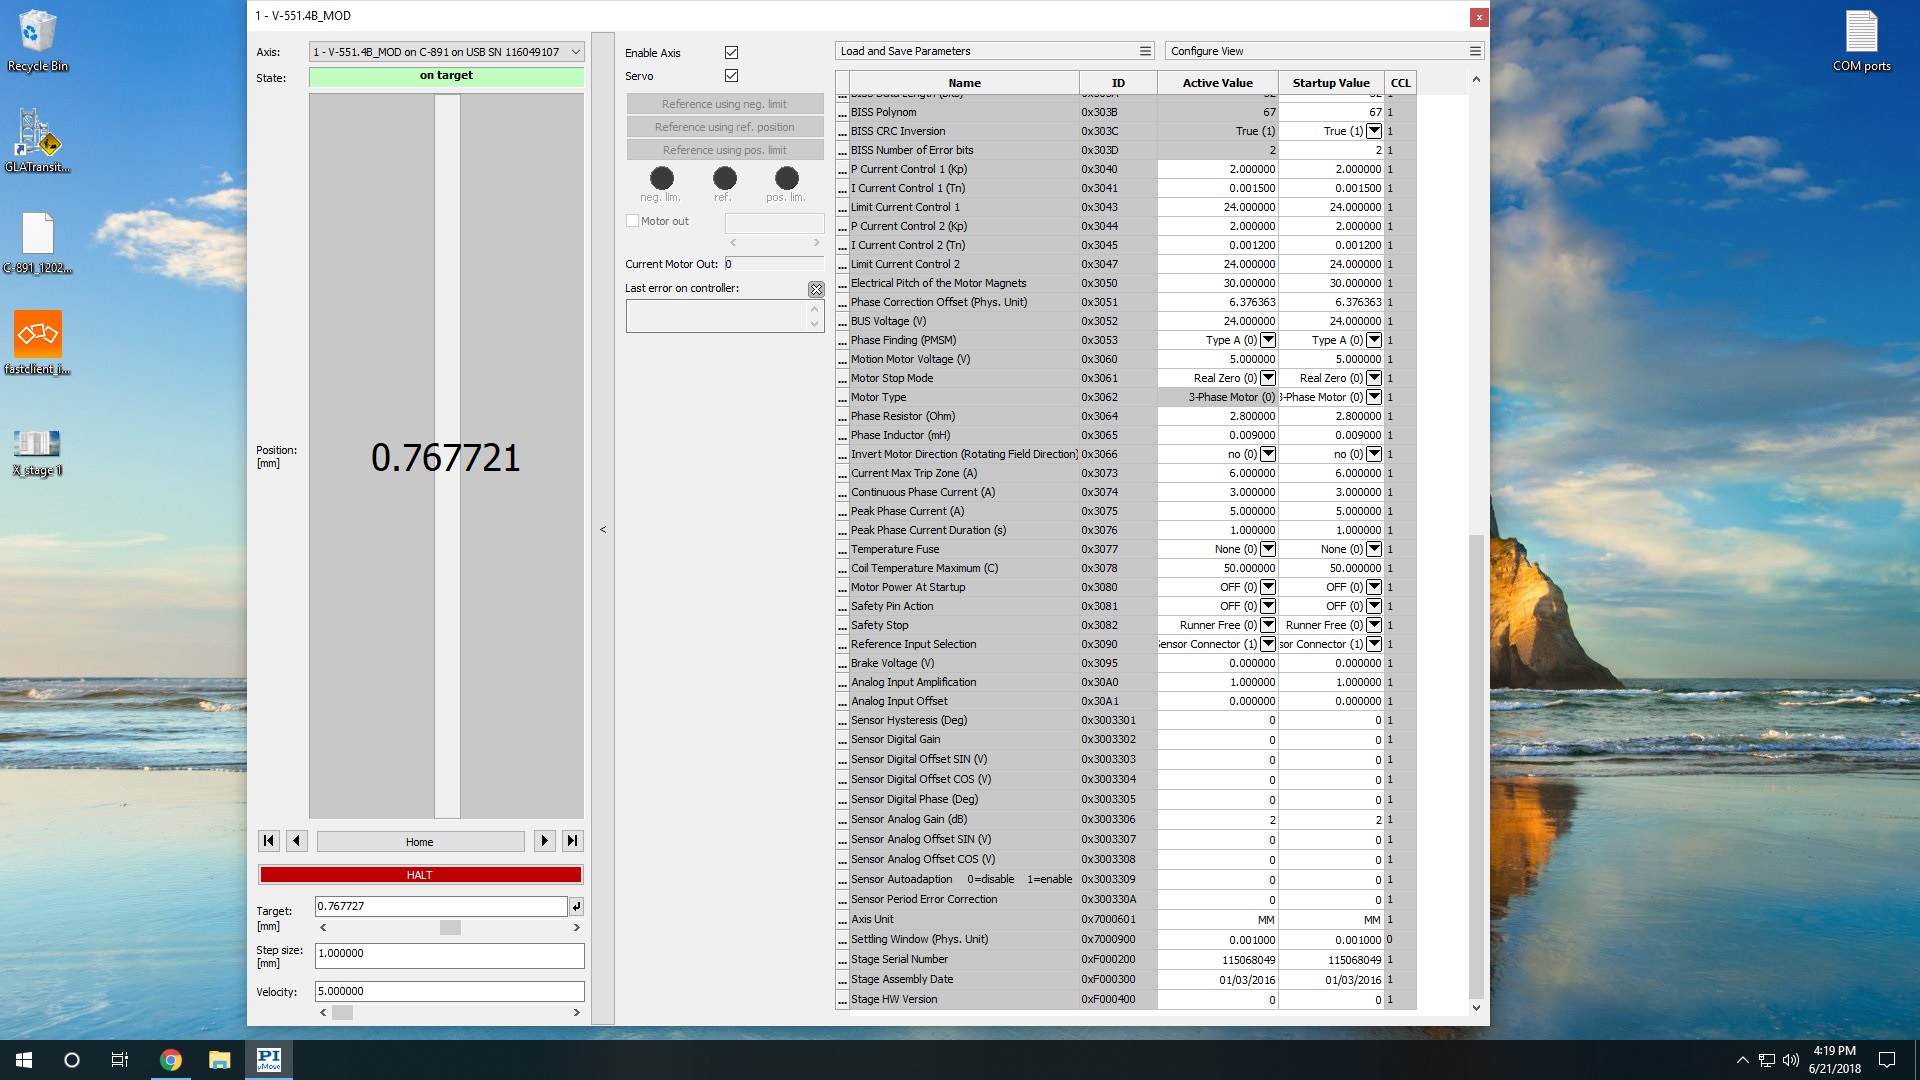 Recycle Bin
GLATransit...
C-891_1202...
fastclient_i...
X_stage 1
COM ports
1 - V-551.4B_MOD
x
Axis:
1 - V-551.4B_MOD on C-891 on USB SN 116049107
State:
on target
Position:
[mm]
0.767721
Home
HALT
Target:
[mm]
0.767727
Step size:
[mm]
1.000000
Velocity:
5.000000
<
Enable Axis
Servo
Reference using neg. limit
Reference using ref. position
Reference using pos. limit
neg. lim. ref. pos. lim.
Motor out
Current Motor Out: 0
Last error on controller:
Load and Save Parameters
Configure View
Name ID Active Value Startup Value CCL
... BISS Polynom 0x303B 67 67 1
... BISS CRC Inversion 0x303C True (1) True (1) 1
... BISS Number of Error bits 0x303D 2 2 1
... P Current Control 1 (Kp) 0x3040 2.000000 2.000000 1
... I Current Control 1 (Tn) 0x3041 0.001500 0.001500 1
... Limit Current Control 1 0x3043 24.000000 24.000000 1
... P Current Control 2 (Kp) 0x3044 2.000000 2.000000 1
... I Current Control 2 (Tn) 0x3045 0.001200 0.001200 1
... Limit Current Control 2 0x3047 24.000000 24.000000 1
... Electrical Pitch of the Motor Magnets 0x3050 30.000000 30.000000 1
... Phase Correction Offset (Phys. Unit) 0x3051 6.376363 6.376363 1
... BUS Voltage (V) 0x3052 24.000000 24.000000 1
... Phase Finding (PMSM) 0x3053 Type A (0) Type A (0) 1
... Motion Motor Voltage (V) 0x3060 5.000000 5.000000 1
... Motor Stop Mode 0x3061 Real Zero (0) Real Zero (0) 1
... Motor Type 0x3062 3-Phase Motor (0) 3-Phase Motor (0) 1
... Phase Resistor (Ohm) 0x3064 2.800000 2.800000 1
... Phase Inductor (mH) 0x3065 0.009000 0.009000 1
... Invert Motor Direction (Rotating Field Direction) 0x3066 no (0) no (0) 1
... Current Max Trip Zone (A) 0x3073 6.000000 6.000000 1
... Continuous Phase Current (A) 0x3074 3.000000 3.000000 1
... Peak Phase Current (A) 0x3075 5.000000 5.000000 1
... Peak Phase Current Duration (s) 0x3076 1.000000 1.000000 1
... Temperature Fuse 0x3077 None (0) None (0) 1
... Coil Temperature Maximum (C) 0x3078 50.000000 50.000000 1
... Motor Power At Startup 0x3080 OFF (0) OFF (0) 1
... Safety Pin Action 0x3081 OFF (0) OFF (0) 1
... Safety Stop 0x3082 Runner Free (0) Runner Free (0) 1
... Reference Input Selection 0x3090 Sensor Connector (1) sor Connector (1) 1
... Brake Voltage (V) 0x3095 0.000000 0.000000 1
... Analog Input Amplification 0x30A0 1.000000 1.000000 1
... Analog Input Offset 0x30A1 0.000000 0.000000 1
... Sensor Hysteresis (Deg) 0x3003301 0 0 1
... Sensor Digital Gain 0x3003302 0 0 1
... Sensor Digital Offset SIN (V) 0x3003303 0 0 1
... Sensor Digital Offset COS (V) 0x3003304 0 0 1
... Sensor Digital Phase (Deg) 0x3003305 0 0 1
... Sensor Analog Gain (dB) 0x3003306 2 2 1
... Sensor Analog Offset SIN (V) 0x3003307 0 0 1
... Sensor Analog Offset COS (V) 0x3003308 0 0 1
... Sensor Autoadaption 0=disable 1=enable 0x3003309 0 0 1
... Sensor Period Error Correction 0x300330A 0 0 1
... Axis Unit 0x7000601 MM MM 1
... Settling Window (Phys. Unit) 0x7000900 0.001000 0.001000 0
... Stage Serial Number 0xF000200 115068049 115068049 1
... Stage Assembly Date 0xF000300 01/03/2016 01/03/2016 1
... Stage HW Version 0xF000400 0 0 1
PI
µMove
4:19 PM
6/21/2018